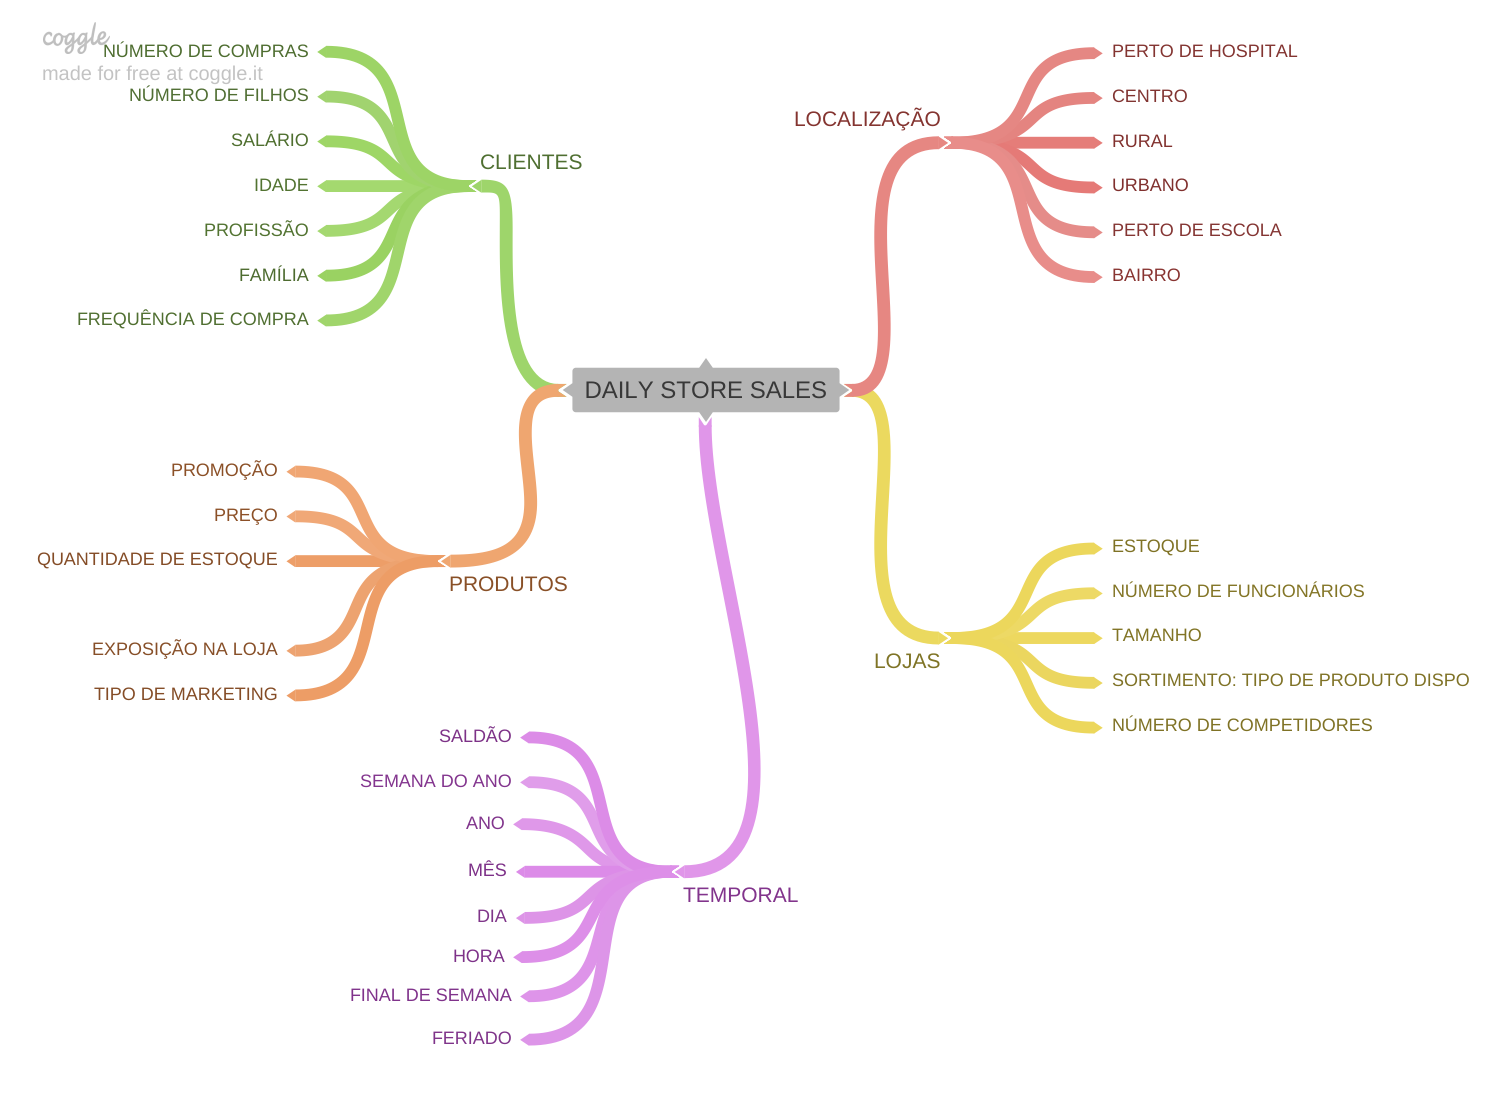 coggle
made for free at coggle.it
NÚMERO DE COMPRAS
NÚMERO DE FILHOS
SALÁRIO
IDADE
PROFISSÃO
FAMÍLIA
FREQUÊNCIA DE COMPRA
CLIENTES
LOCALIZAÇÃO
PERTO DE HOSPITAL
CENTRO
RURAL
URBANO
PERTO DE ESCOLA
BAIRRO
DAILY STORE SALES
PROMOÇÃO
PREÇO
QUANTIDADE DE ESTOQUE
EXPOSIÇÃO NA LOJA
TIPO DE MARKETING
PRODUTOS
LOJAS
ESTOQUE
NÚMERO DE FUNCIONÁRIOS
TAMANHO
SORTIMENTO: TIPO DE PRODUTO DISPO
NÚMERO DE COMPETIDORES
SALDÃO
SEMANA DO ANO
ANO
MÊS
DIA
HORA
FINAL DE SEMANA
FERIADO
TEMPORAL